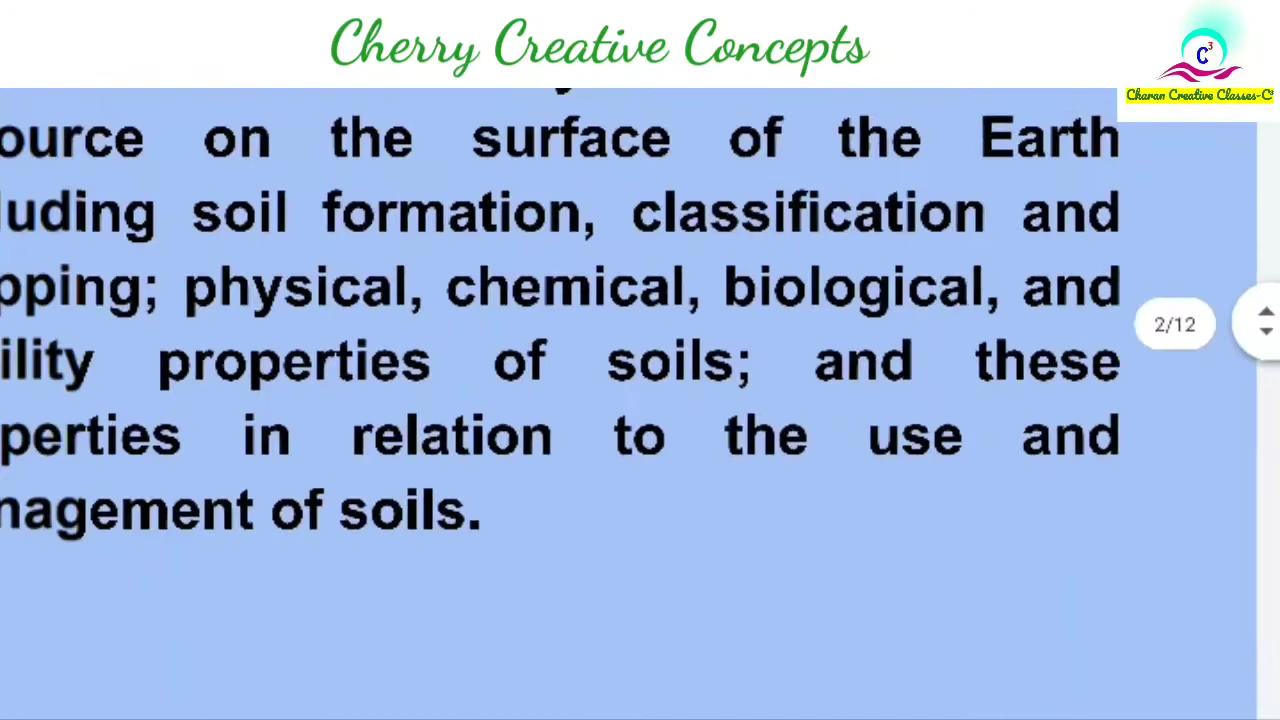 Cherry Creative Concepts
C³
Charan Creative Classes-C³
ource on the surface of the Earth
luding soil formation, classification and
pping; physical, chemical, biological, and
ility properties of soils; and these
perties in relation to the use and
nagement of soils.
2/12